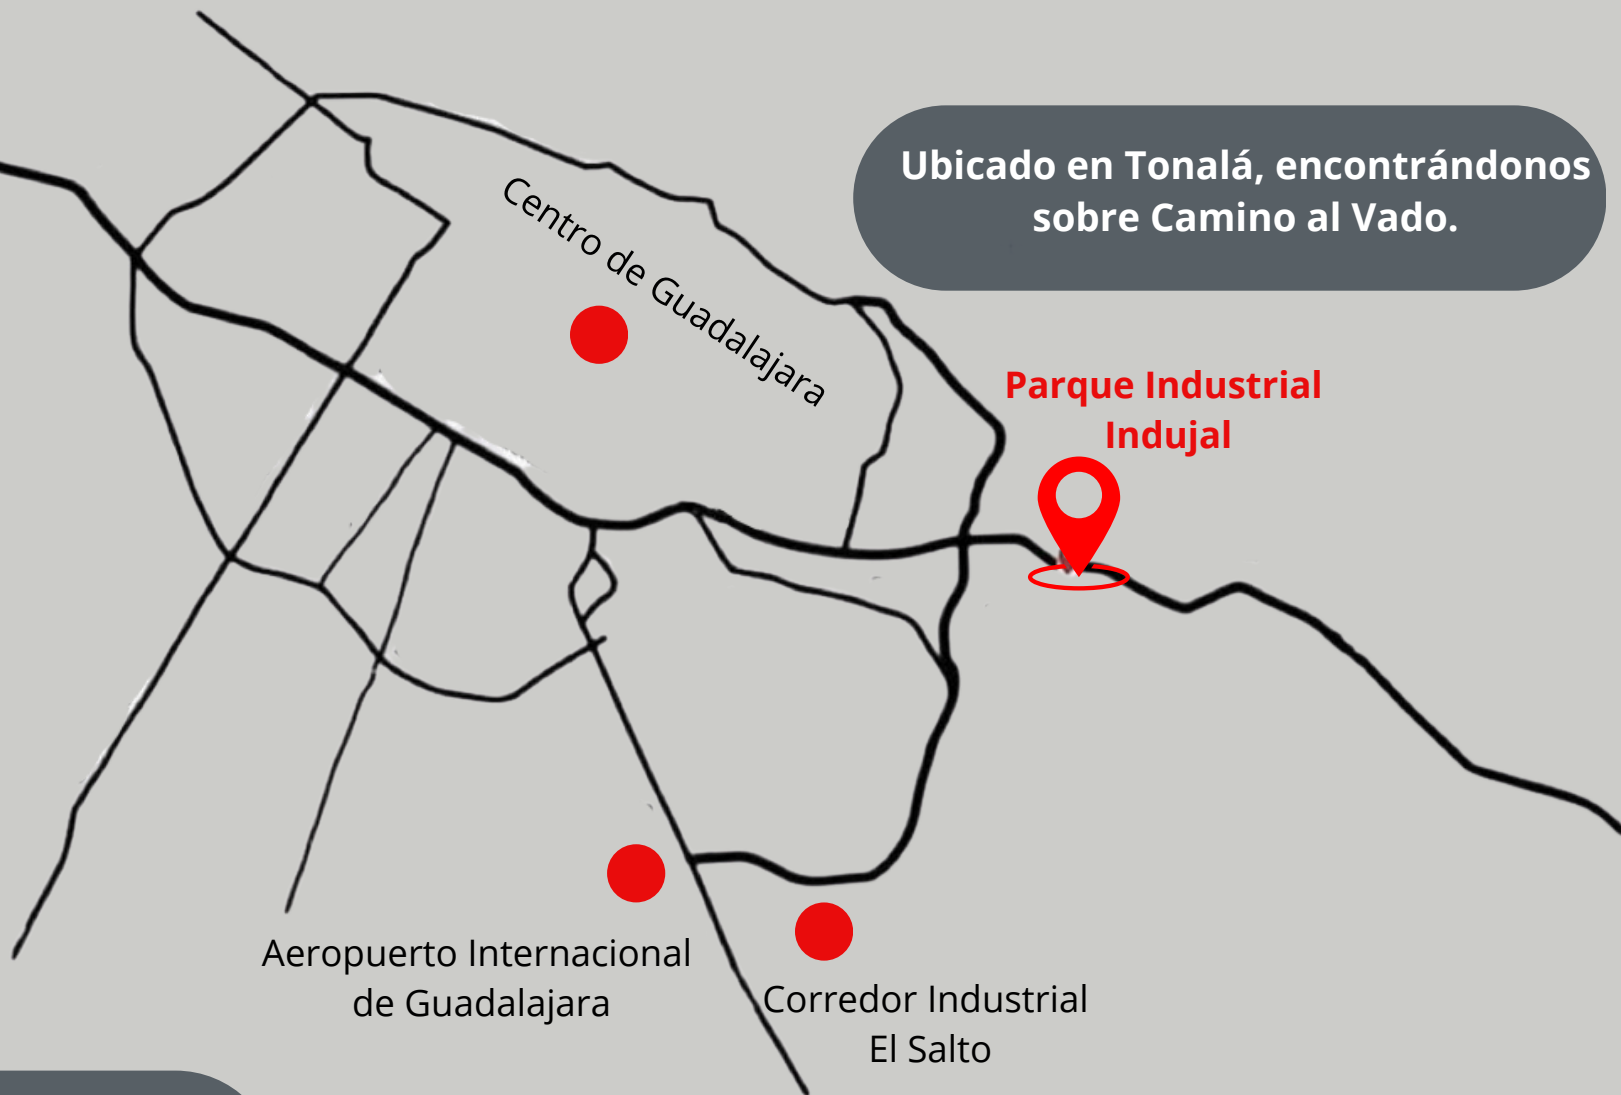 Ubicado en Tonalá, encontrándonos
sobre Camino al Vado.
Centro de Guadalajara
Parque Industrial
Indujal
Aeropuerto Internacional
de Guadalajara
Corredor Industrial
El Salto